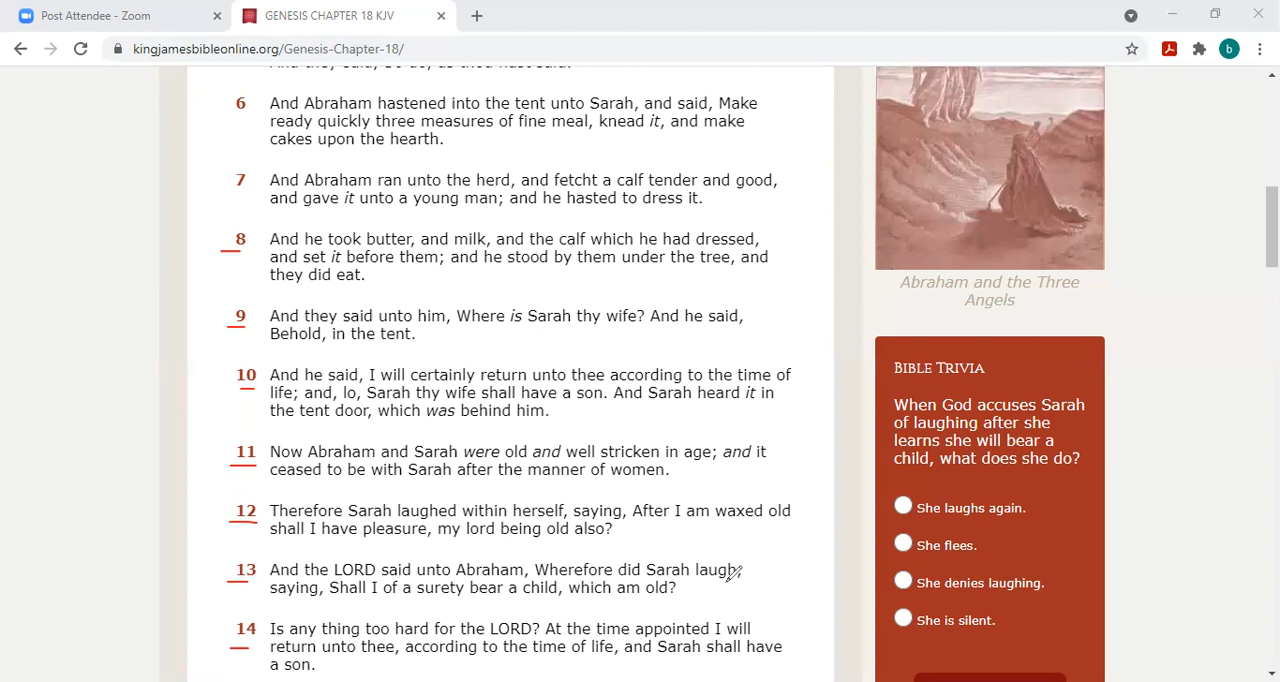 Post Attendee - Zoom
GENESIS CHAPTER 18 KJV
kingjamesbibleonline.org/Genesis-Chapter-18/
b
And they said, So do, as thou hast said.
6 And Abraham hastened into the tent unto Sarah, and said, Make
ready quickly three measures of fine meal, knead it, and make
cakes upon the hearth.
7 And Abraham ran unto the herd, and fetcht a calf tender and good,
and gave it unto a young man; and he hasted to dress it.
8 And he took butter, and milk, and the calf which he had dressed,
and set it before them; and he stood by them under the tree, and
they did eat.
9 And they said unto him, Where is Sarah thy wife? And he said,
Behold, in the tent.
10 And he said, I will certainly return unto thee according to the time of
life; and, lo, Sarah thy wife shall have a son. And Sarah heard it in
the tent door, which was behind him.
11 Now Abraham and Sarah were old and well stricken in age; and it
ceased to be with Sarah after the manner of women.
12 Therefore Sarah laughed within herself, saying, After I am waxed old
shall I have pleasure, my lord being old also?
13 And the LORD said unto Abraham, Wherefore did Sarah laugh,
saying, Shall I of a surety bear a child, which am old?
14 Is any thing too hard for the LORD? At the time appointed I will
return unto thee, according to the time of life, and Sarah shall have
a son.
Abraham and the Three
Angels
BIBLE TRIVIA
When God accuses Sarah
of laughing after she
learns she will bear a
child, what does she do?
She laughs again.
She flees.
She denies laughing.
She is silent.